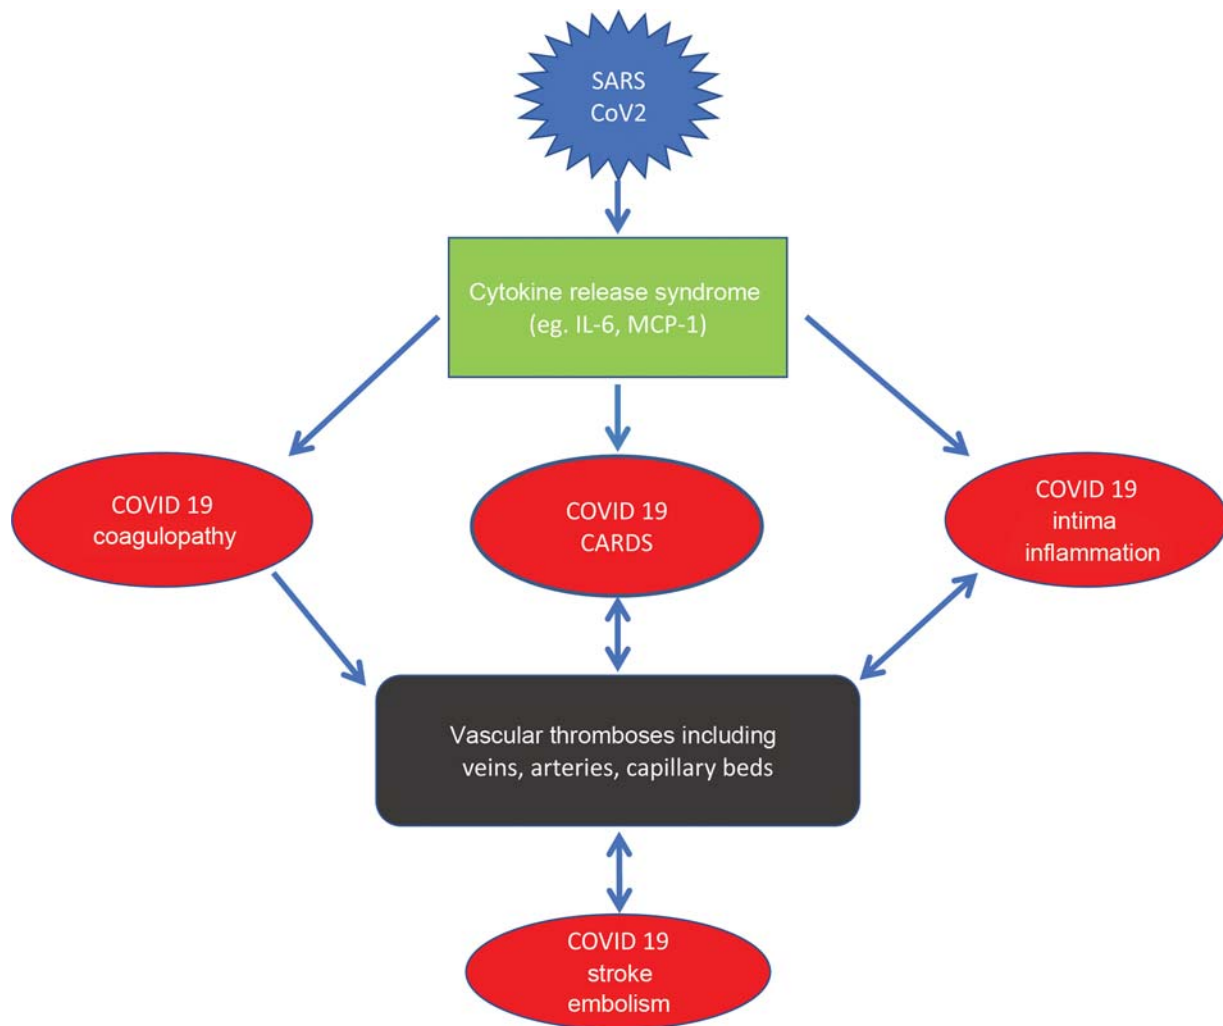 SARS
CoV2
Cytokine release syndrome
(eg. IL-6, MCP-1)
COVID 19
coagulopathy
COVID 19
CARDS
COVID 19
intima
inflammation
Vascular thromboses including
veins, arteries, capillary beds
COVID 19
stroke
embolism